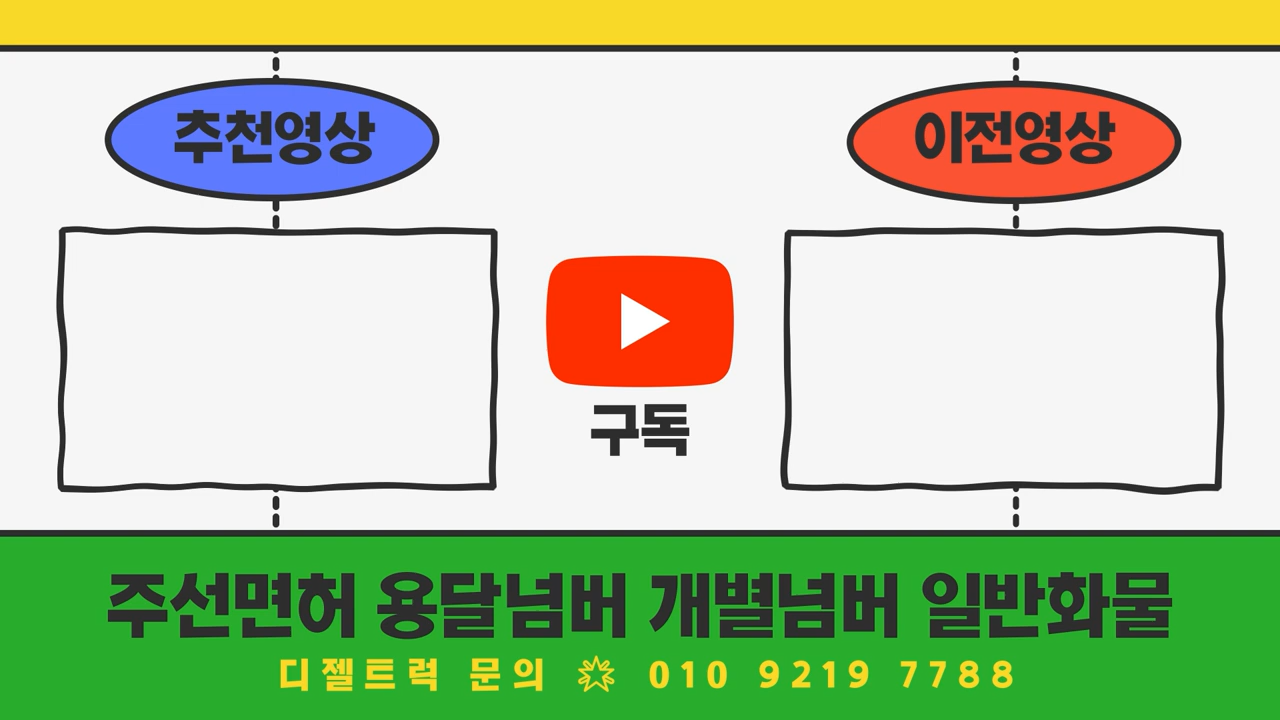 추천영상
이전영상
구독
주선면허 용달넘버 개별넘버 일반화물
디젤트럭 문의 010 9219 7788